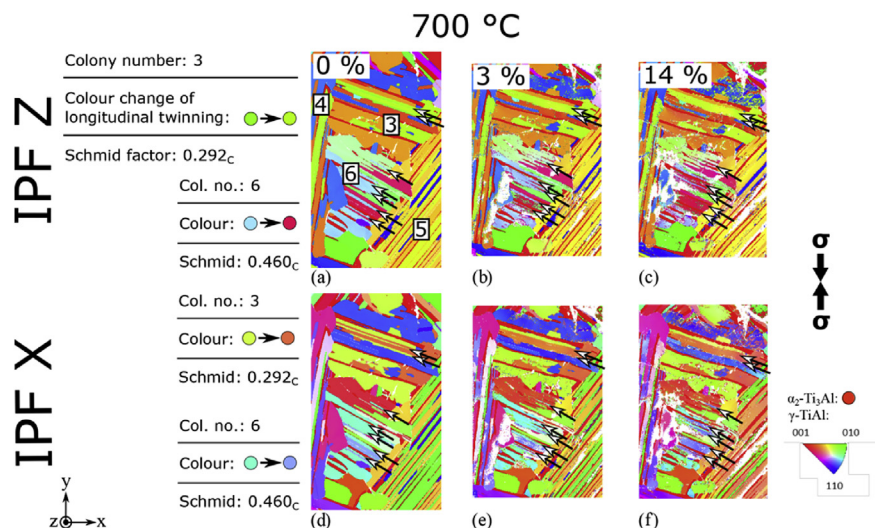 700 °C
IPF Z
Colony number: 3
Colour change of
longitudinal twinning:
Schmid factor: 0.292C
Col. no.: 6
Colour:
Schmid: 0.460C
0 %
3 %
14 %
4
3
6
5
(a)
(b)
(c)
σ
σ
IPF X
Col. no.: 3
Colour:
Schmid: 0.292C
Col. no.: 6
Colour:
Schmid: 0.460C
(d)
(e)
(f)
α2-Ti3Al:
γ-TiAl:
001
010
110
y
z
x